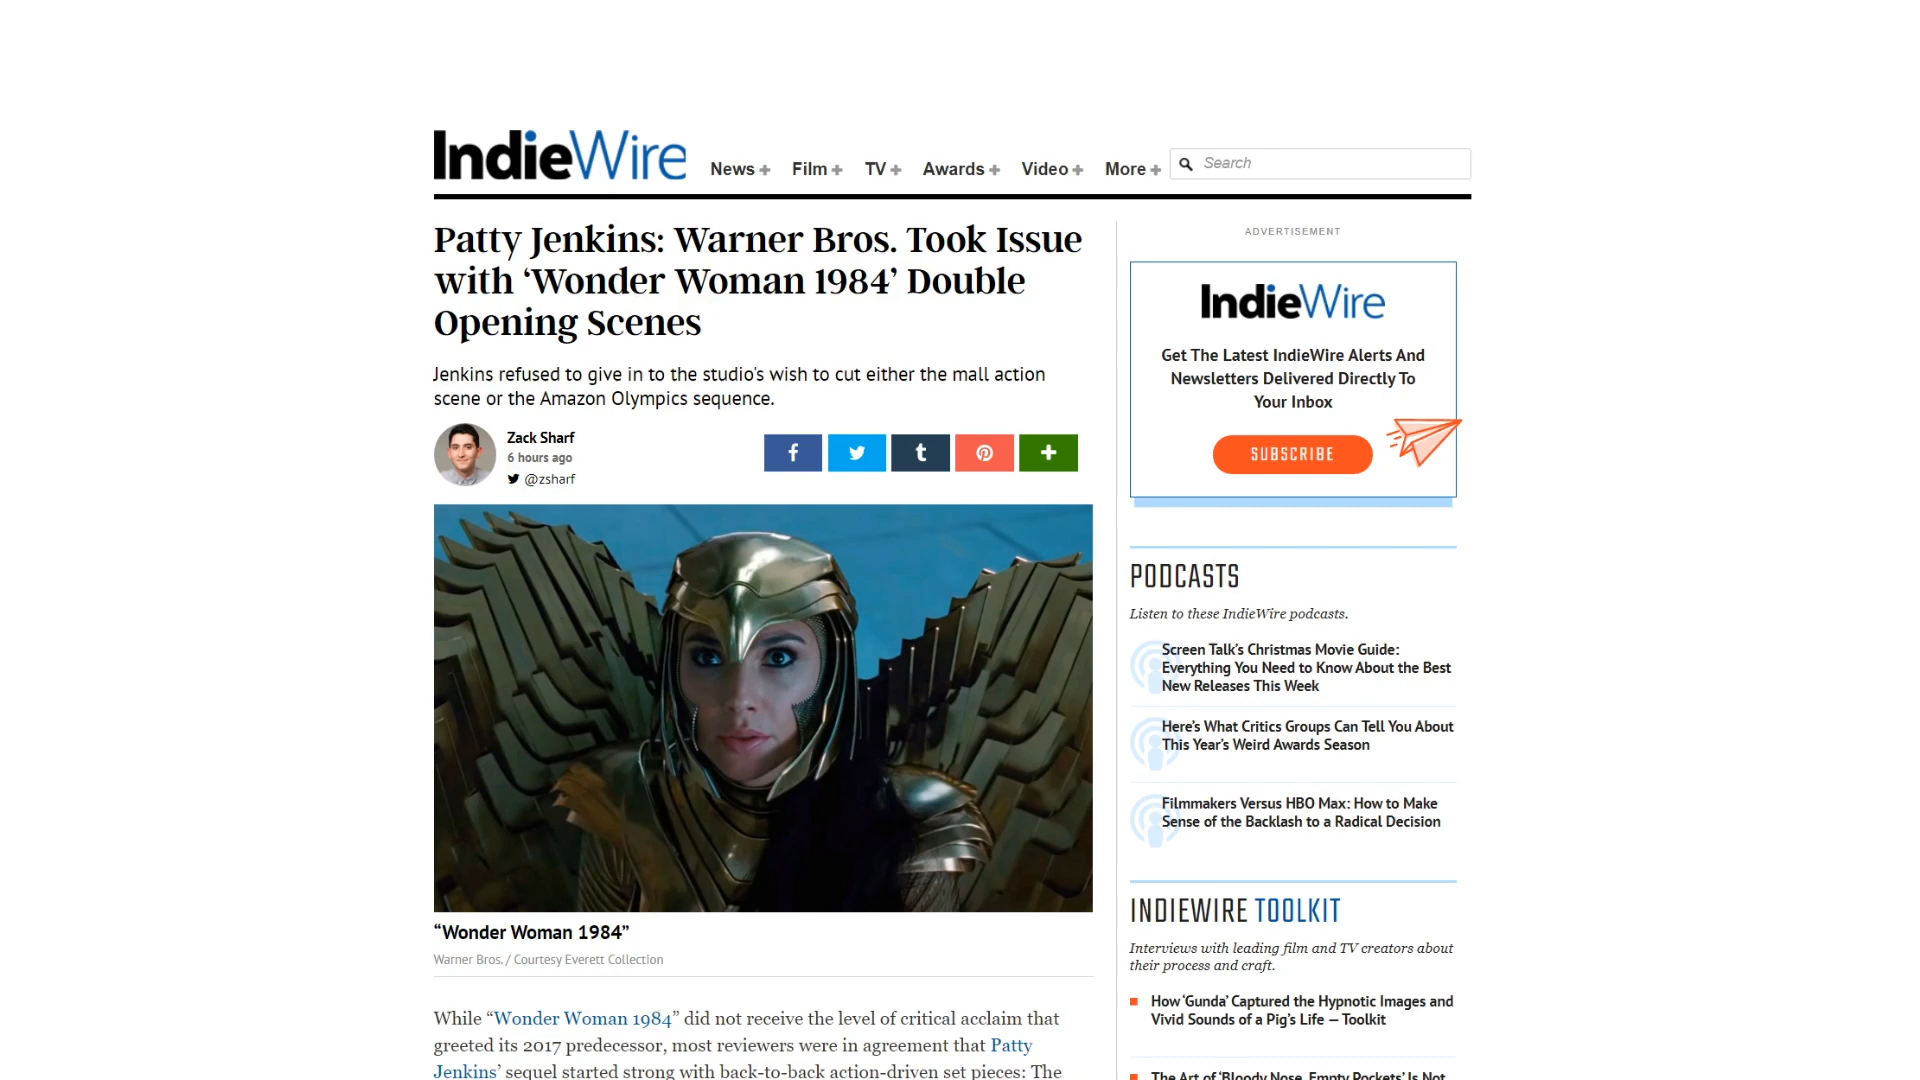 IndieWire
News +
Film +
TV +
Awards +
Video +
More +
Search
Patty Jenkins: Warner Bros. Took Issue
with ‘Wonder Woman 1984’ Double
Opening Scenes
Jenkins refused to give in to the studio's wish to cut either the mall action
scene or the Amazon Olympics sequence.
Zack Sharf
6 hours ago
@zsharf
“Wonder Woman 1984”
Warner Bros. / Courtesy Everett Collection
While “Wonder Woman 1984” did not receive the level of critical acclaim that
greeted its 2017 predecessor, most reviewers were in agreement that Patty
Jenkins’ sequel started strong with back-to-back action-driven set pieces: The
ADVERTISEMENT
IndieWire
Get The Latest IndieWire Alerts And
Newsletters Delivered Directly To
Your Inbox
SUBSCRIBE
PODCASTS
Listen to these IndieWire podcasts.
Screen Talk’s Christmas Movie Guide:
Everything You Need to Know About the Best
New Releases This Week
Here’s What Critics Groups Can Tell You About
This Year’s Weird Awards Season
Filmmakers Versus HBO Max: How to Make
Sense of the Backlash to a Radical Decision
INDIEWIRE TOOLKIT
Interviews with leading film and TV creators about
their process and craft.
How ‘Gunda’ Captured the Hypnotic Images and
Vivid Sounds of a Pig’s Life — Toolkit
The Art of ‘Bloody Nose, Empty Pockets’ Is Not